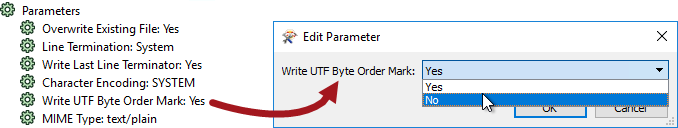 Parameters
Overwrite Existing File: Yes
Line Termination: System
Write Last Line Terminator: Yes
Character Encoding: SYSTEM
Write UTF Byte Order Mark: Yes
MIME Type: text/plain
Edit Parameter
Write UTF Byte Order Mark: Yes
Yes
No
OK Cancel